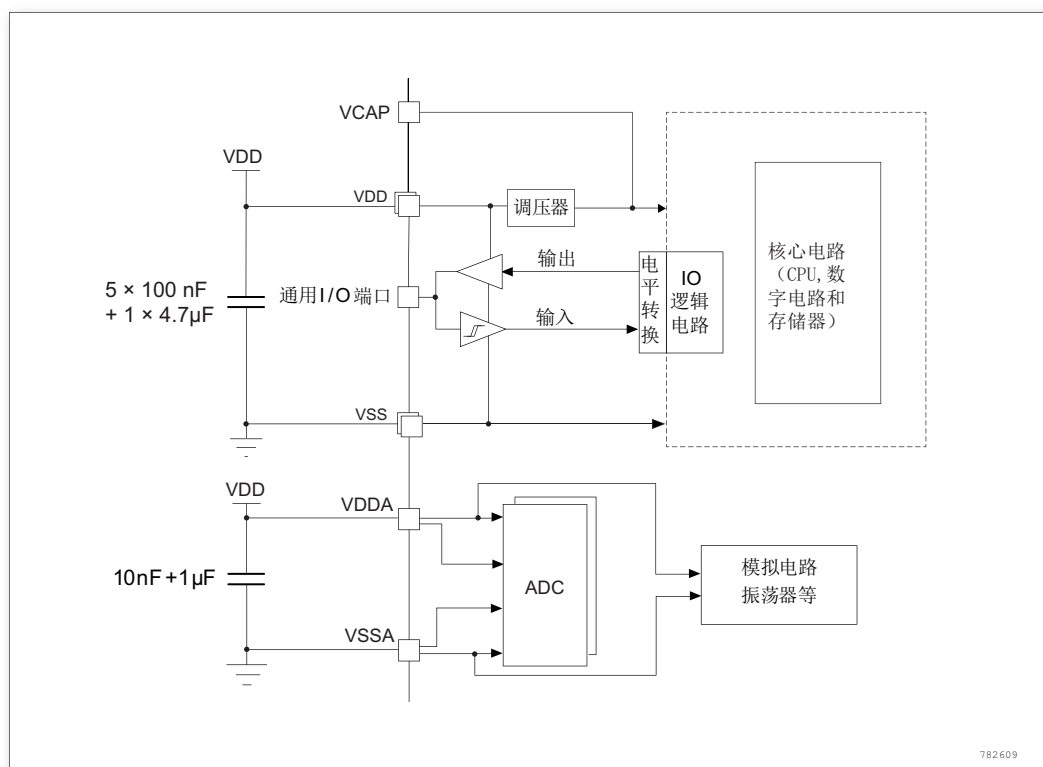 VCAP
VDD
VDD
调压器
5 × 100 nF
+ 1 × 4.7μF
通用I/O端口
输出
输入
电平转换
IO
逻辑
电路
核心电路
（CPU,数
字电路和
存储器）
VSS
VDD
VDDA
10nF+1μF
ADC
模拟电路
振荡器等
VSSA
782609